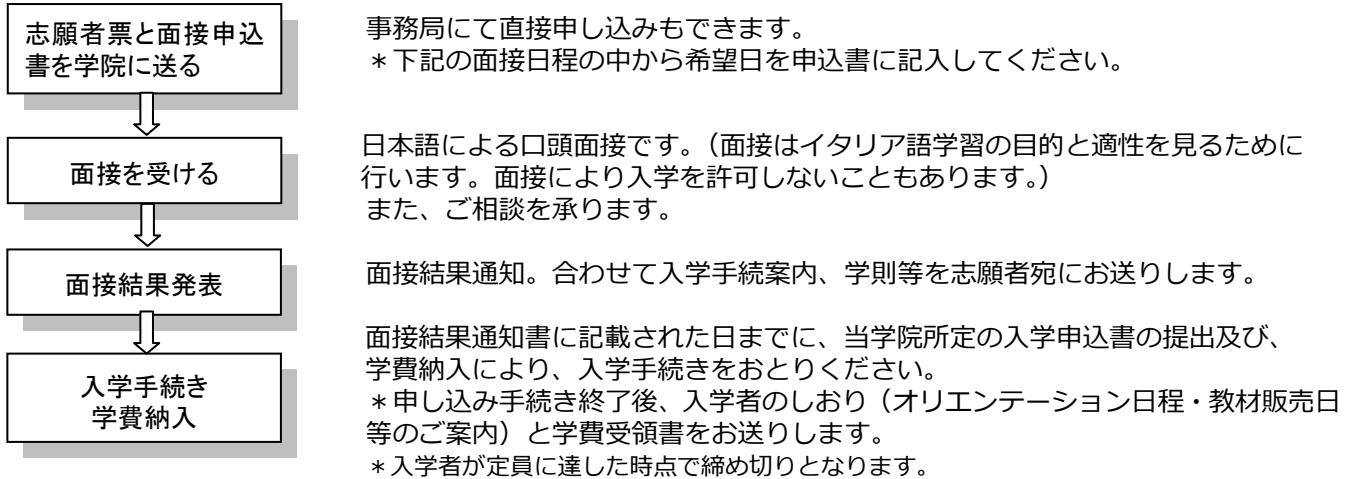 志願者票と面接申込
書を学院に送る
事務局にて直接申し込みもできます。
＊下記の面接日程の中から希望日を申込書に記入してください。
面接を受ける
日本語による口頭面接です。（面接はイタリア語学習の目的と適性を見るために
行います。面接により入学を許可しないこともあります。）
また、ご相談を承ります。
面接結果発表
面接結果通知。合わせて入学手続案内、学則等を志願者宛にお送りします。
入学手続き
学費納入
面接結果通知書に記載された日までに、当学院所定の入学申込書の提出及び、
学費納入により、入学手続きをおとりください。
＊申し込み手続き終了後、入学者のしおり（オリエンテーション日程・教材販売日
等のご案内）と学費受領書をお送りします。
＊入学者が定員に達した時点で締め切りとなります。